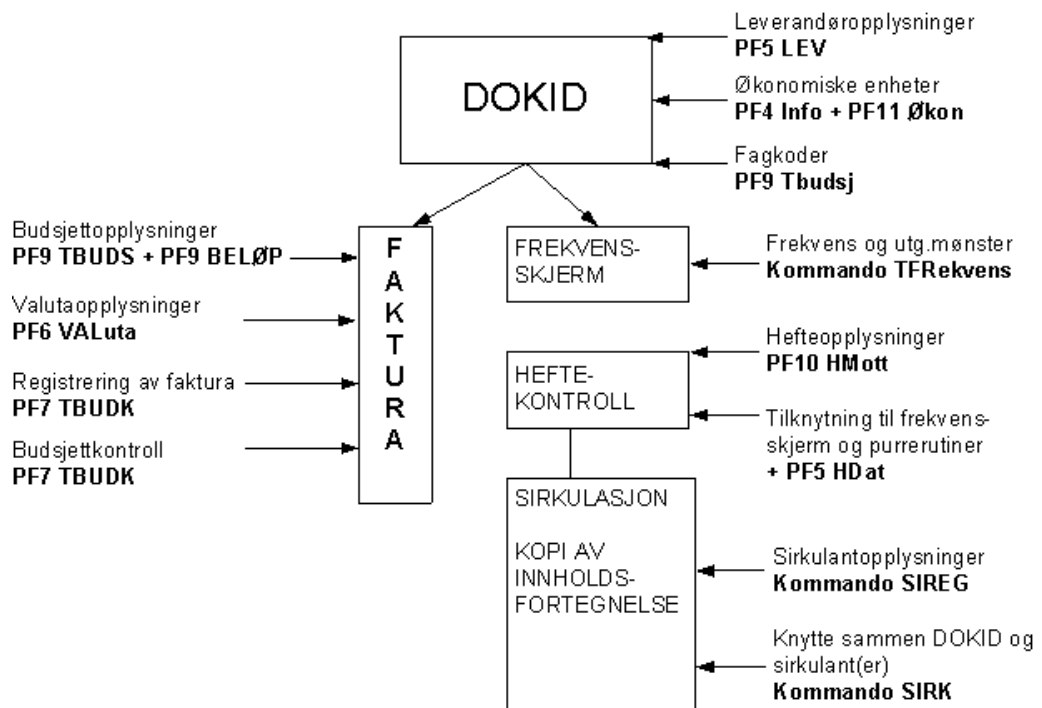 DOKID
Leverandøropplysninger
PF5 LEV
Økonomiske enheter
PF4 Info + PF11 Økon
Fagkoder
PF9 Tbudsj
Budsjettopplysninger
PF9 TBUDS + PF9 BELØP
Valutaopplysninger
PF6 VALuta
Registrering av faktura
PF7 TBUDK
Budsjettkontroll
PF7 TBUDK
F
A
K
T
U
R
A
FREKVENS-
SKJERM
Frekvens og utg.mønster
Kommando TFRekvens
HEFTE-
KONTROLL
Hefteopplysninger
PF10 HMott
Tilknytning til frekvens-
skjerm og purrerutiner
+ PF5 HDat
SIRKULASJON
KOPI AV
INNHOLDS-
FORTEGNELSE
Sirkulantopplysninger
Kommando SIREG
Knytte sammen DOKID og
sirkulant(er)
Kommando SIRK